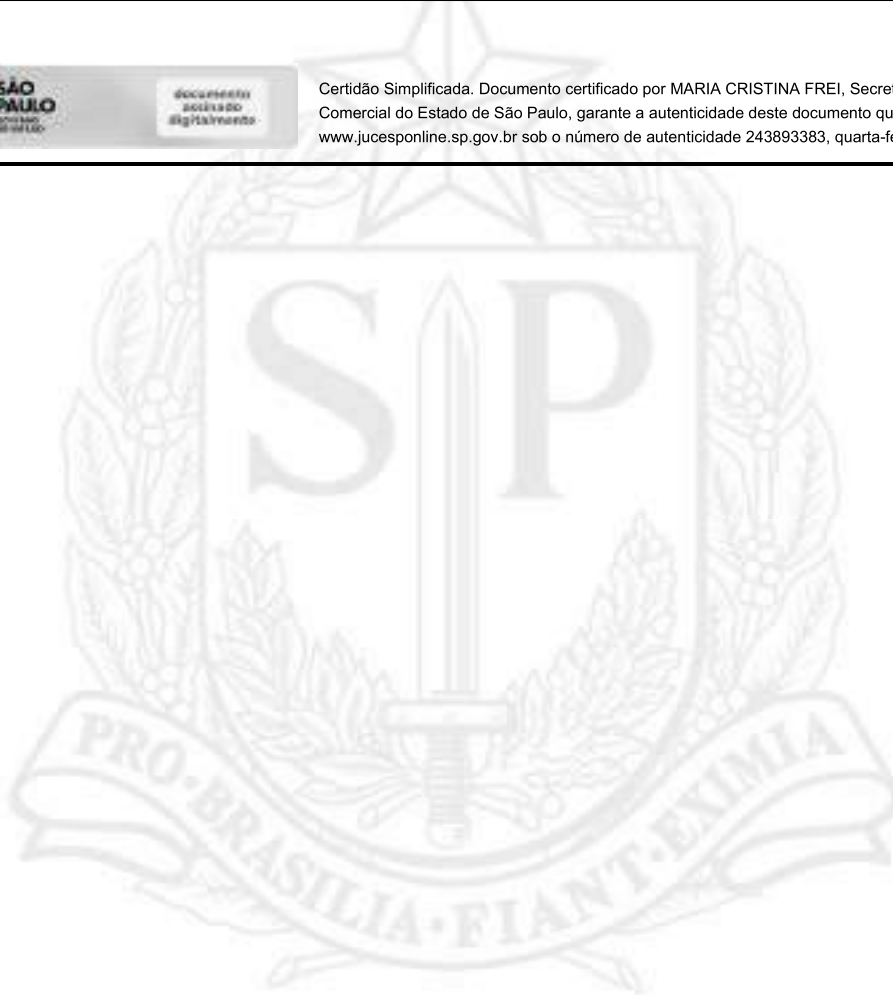 SÃO
PAULO
documento
assinado
digitalmente
Certidão Simplificada. Documento certificado por MARIA CRISTINA FREI, Secret
Comercial do Estado de São Paulo, garante a autenticidade deste documento qu
www.jucesponline.sp.gov.br sob o número de autenticidade 243893383, quarta-fe
S P
PRO·BRASILIA·FIANT·EXIMIA